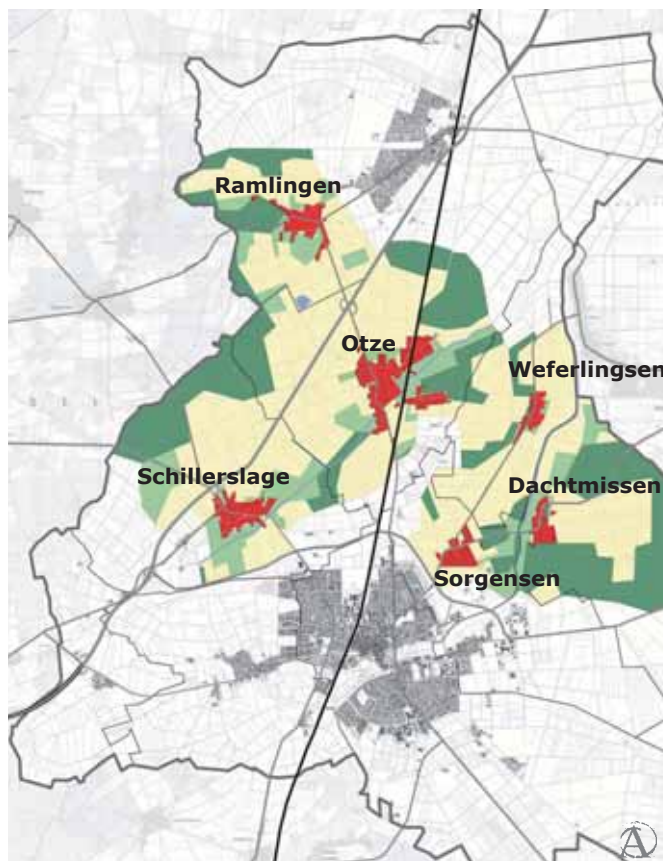 Ramlingen
Otze
Weferlingsen
Schillerslage
Dachtmissen
Sorgensen